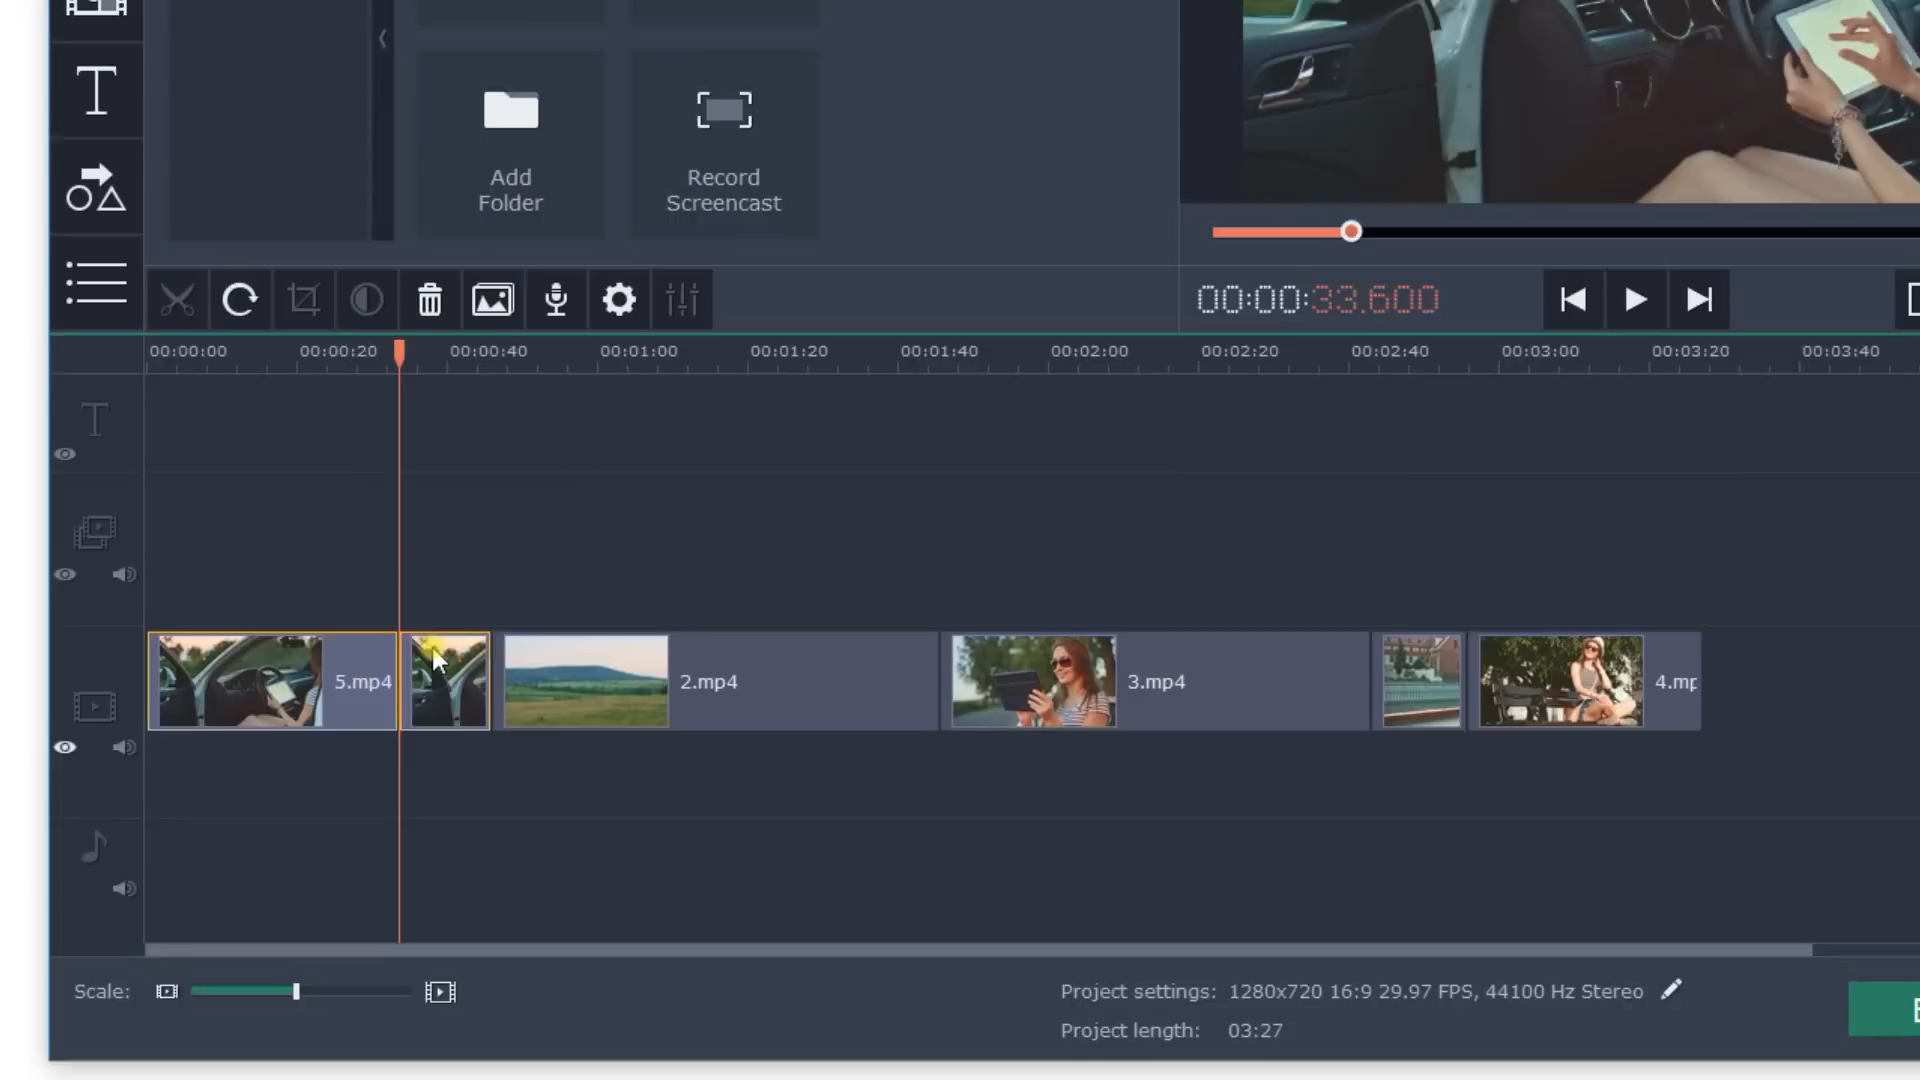 T
Add
Folder
Record
Screencast
00:00:33.600
00:00:00 00:00:20 00:00:40 00:01:00 00:01:20 00:01:40 00:02:00 00:02:20 00:02:40 00:03:00 00:03:20 00:03:40
T
5.mp4
2.mp4
3.mp4
4.mp
Scale:
Project settings: 1280x720 16:9 29.97 FPS, 44100 Hz Stereo
Project length: 03:27